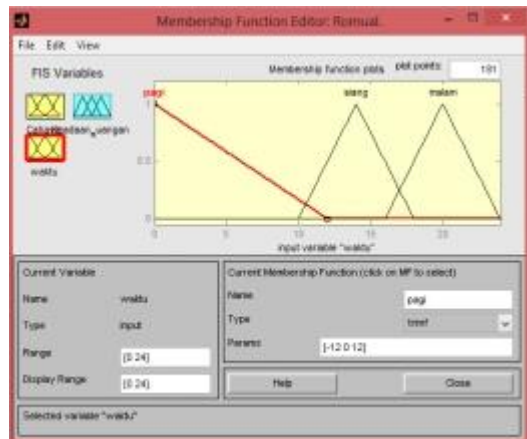 Membership Function Editor: Romual..
File Edit View
FIS Variables
Membership function plots
plot points:
181
pagi
siang
malam
waktu
1
0.5
0
0
5
10
15
20
input variable "waktu"
Current Variable
Name waktu
Type input
Range [0 24]
Display Range [0 24]
Current Membership Function (click on MF to select)
Name pagi
Type trimf
Params [-12 0 12]
Help
Close
Selected variable "waktu"